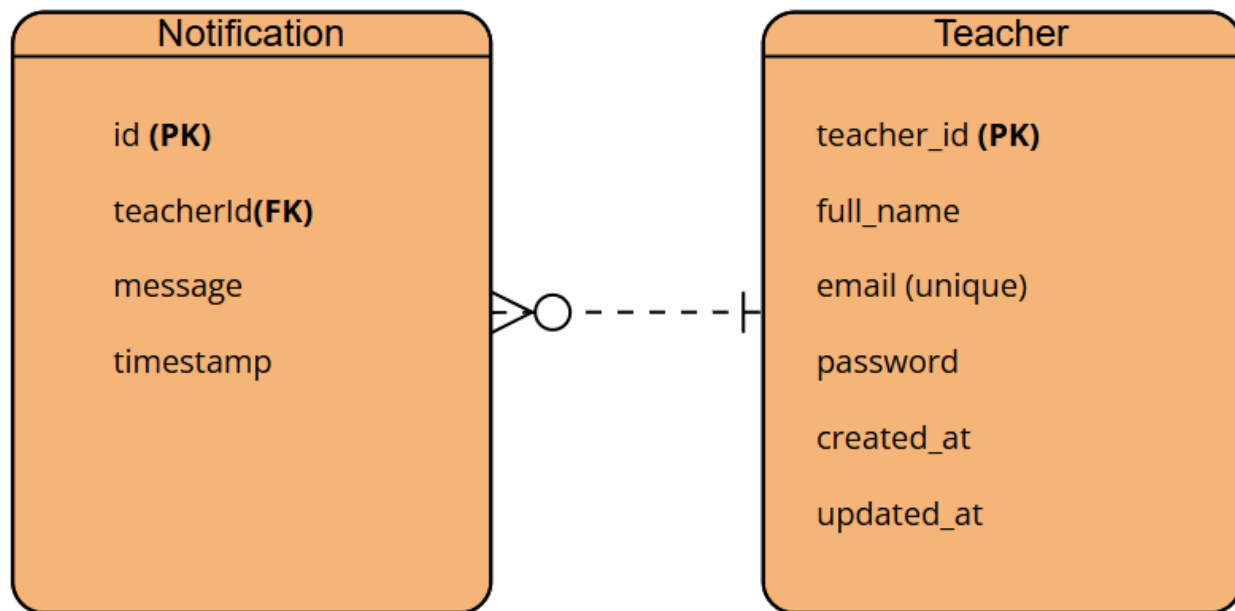 Notification
id (PK)
teacherId(FK)
message
timestamp
Teacher
teacher_id (PK)
full_name
email (unique)
password
created_at
updated_at